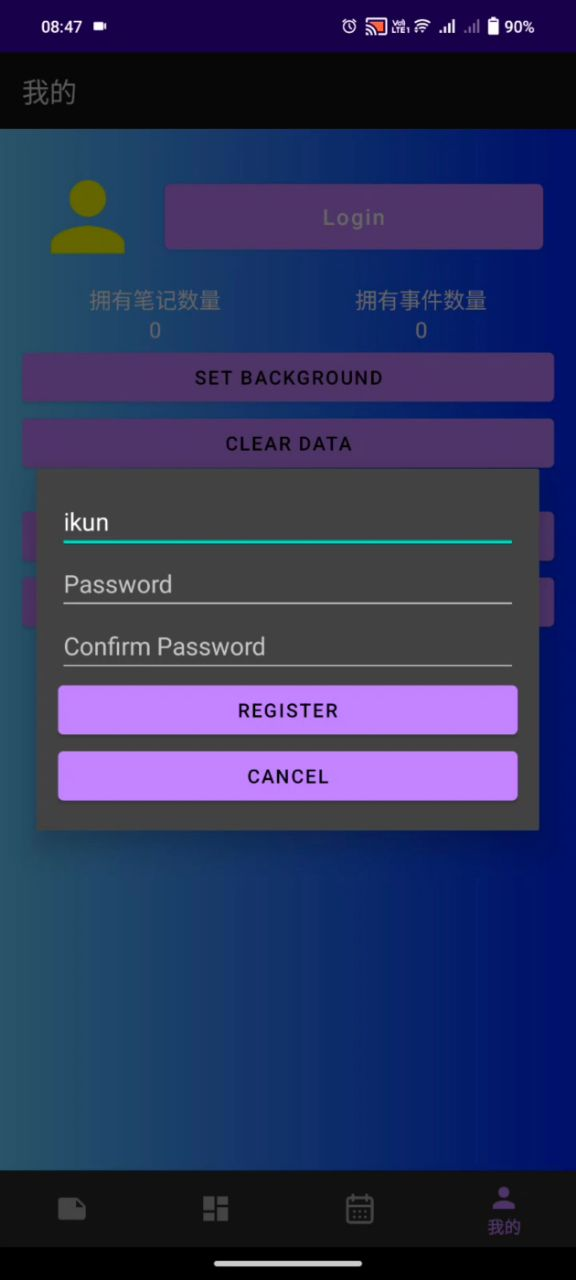 08:47 90%
我的
Login
拥有笔记数量 拥有事件数量
0 0
SET BACKGROUND
CLEAR DATA
ikun
Password
Confirm Password
REGISTER
CANCEL
我的